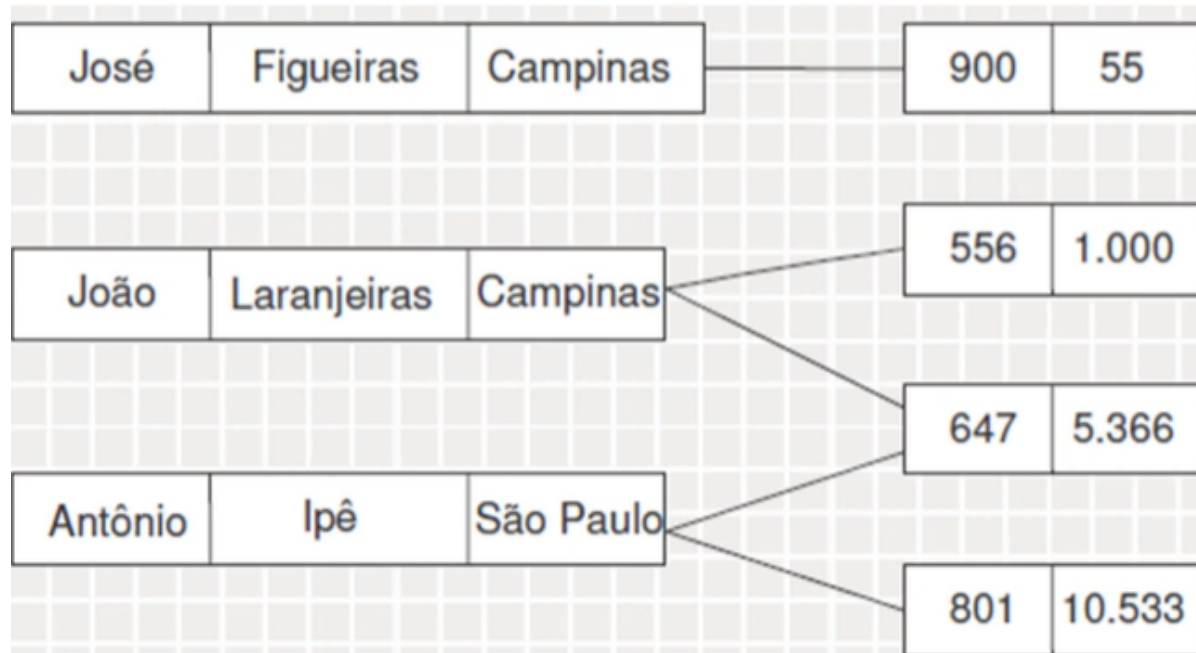 José Figueiras Campinas 900 55
556 1.000
João Laranjeiras Campinas
647 5.366
Antônio Ipê São Paulo
801 10.533